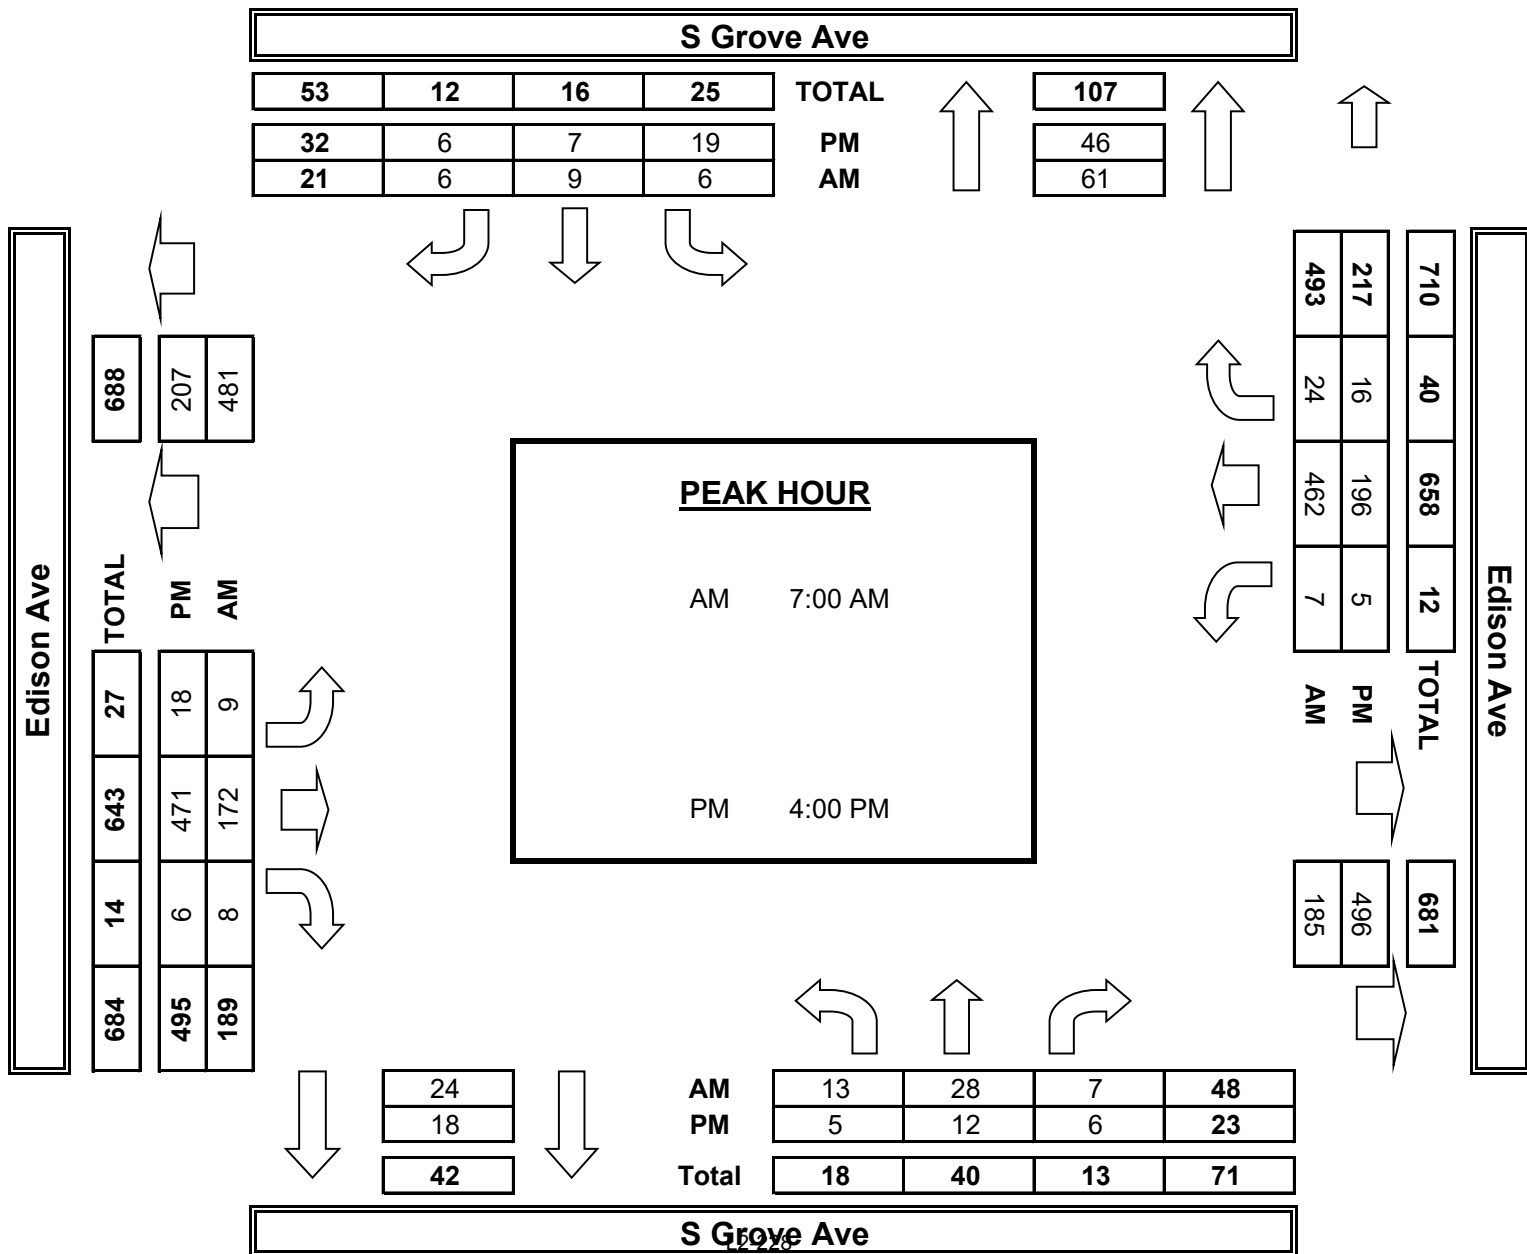 S Grove Ave
53 12 16 25 TOTAL 107
32 6 7 19 PM 46
21 6 9 6 AM 61
Edison Ave
688 207 481
TOTAL PM AM
27 18 9
643 471 172
14 6 8
684 495 189
PEAK HOUR
AM 7:00 AM
PM 4:00 PM
493 217 710
24 16 40
462 196 658
7 5 12
AM PM TOTAL
185 496 681
Edison Ave
24 AM 13 28 7 48
18 PM 5 12 6 23
42 Total 18 40 13 71
S Grove Ave
L2-228